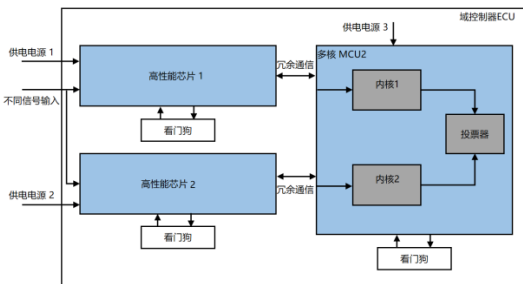 域控制器ECU
供电电源 3
供电电源 1
高性能芯片 1
冗余通信
多核 MCU2
内核1
不同信号输入
看门狗
投票器
高性能芯片 2
内核2
冗余通信
供电电源 2
看门狗
看门狗